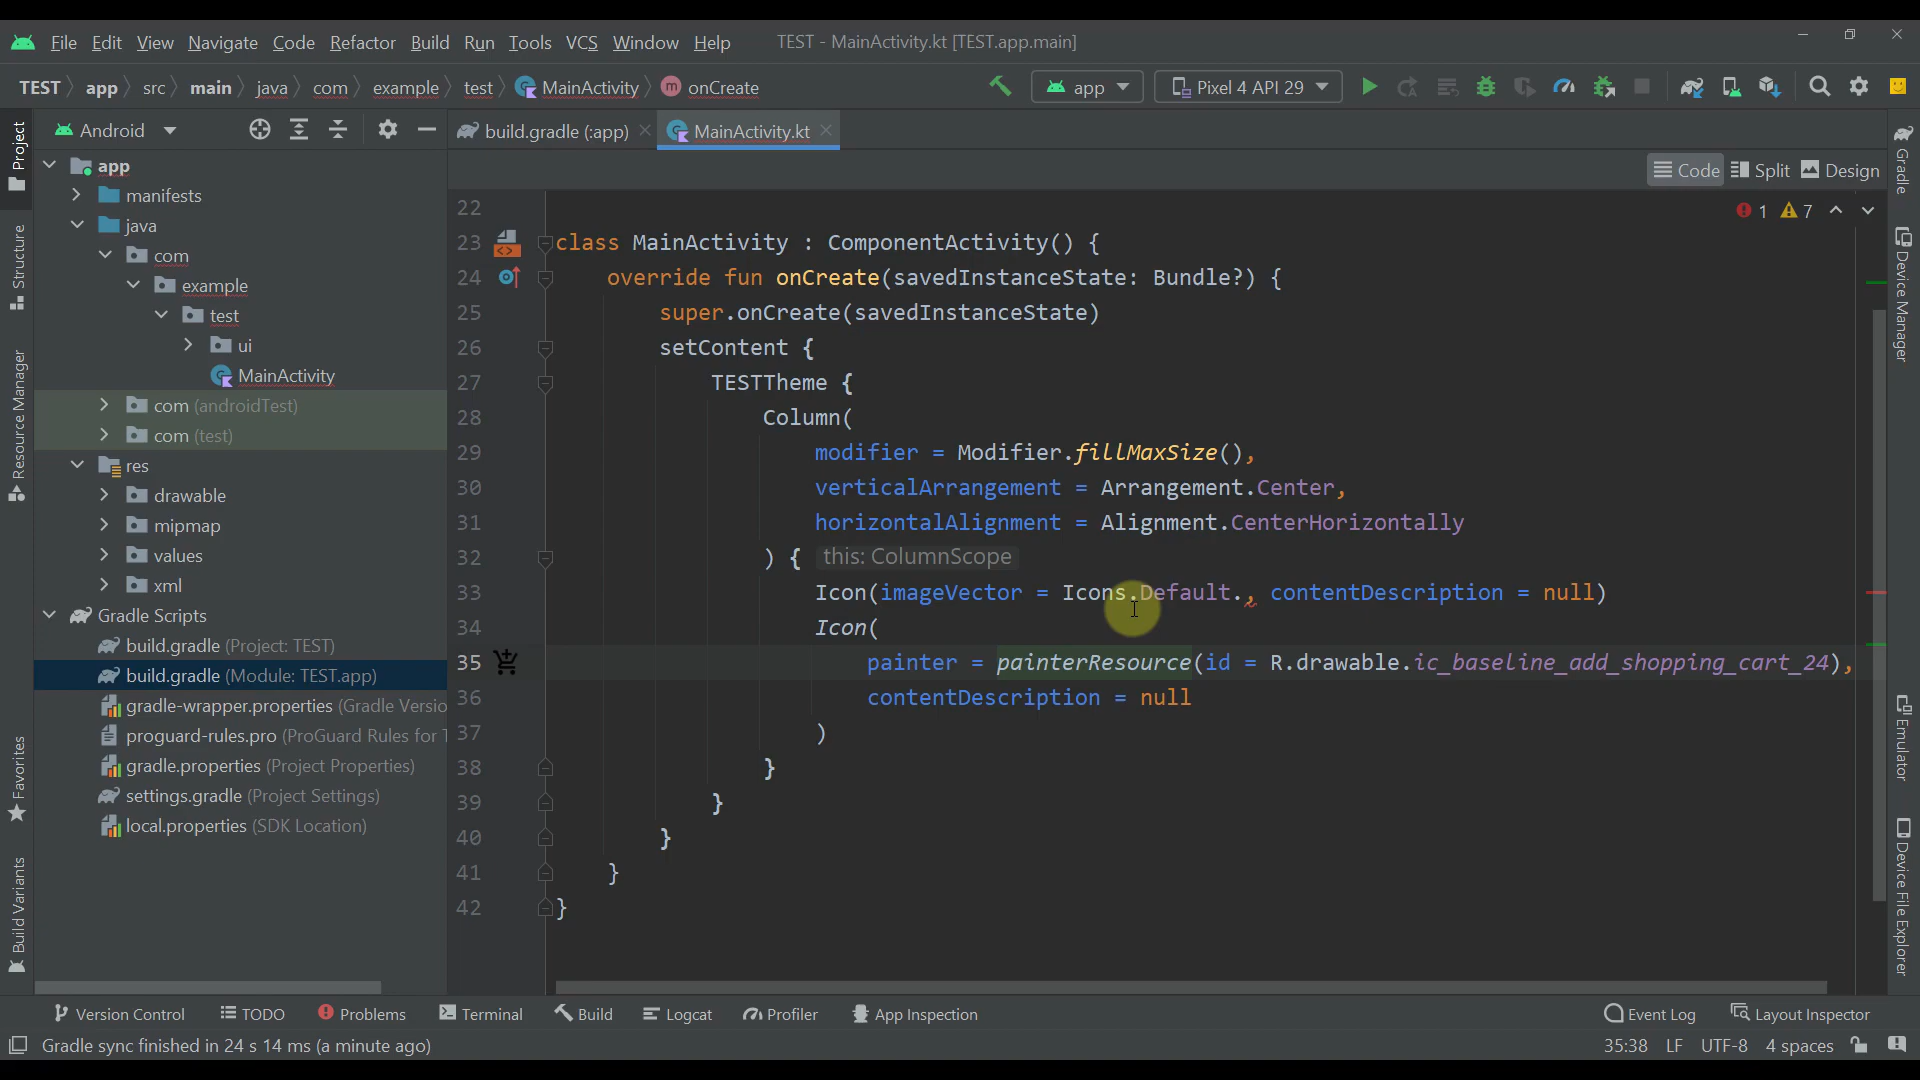 File Edit View Navigate Code Refactor Build Run Tools VCS Window Help TEST - MainActivity.kt [TEST.app.main]
TEST app src main java com example test MainActivity onCreate app Pixel 4 API 29
Android
build.gradle (:app) MainActivity.kt
Code Split Design
1 7
Project
Structure
Resource Manager
Favorites
Build Variants
app
manifests
java
com
example
test
ui
MainActivity
com (androidTest)
com (test)
res
drawable
mipmap
values
xml
Gradle Scripts
build.gradle (Project: TEST)
build.gradle (Module: TEST.app)
gradle-wrapper.properties (Gradle Versio
proguard-rules.pro (ProGuard Rules for T
gradle.properties (Project Properties)
settings.gradle (Project Settings)
local.properties (SDK Location)
22
23 class MainActivity : ComponentActivity() {
24 override fun onCreate(savedInstanceState: Bundle?) {
25 super.onCreate(savedInstanceState)
26 setContent {
27 TESTTheme {
28 Column(
29 modifier = Modifier.fillMaxSize(),
30 verticalArrangement = Arrangement.Center,
31 horizontalAlignment = Alignment.CenterHorizontally
32 ) { this: ColumnScope
33 Icon(imageVector = Icons.Default., contentDescription = null)
34 Icon(
35 painter = painterResource(id = R.drawable.ic_baseline_add_shopping_cart_24),
36 contentDescription = null
37 )
38 }
39 }
40 }
41 }
42 }
Gradle
Device Manager
Emulator
Device File Explorer
Version Control TODO Problems Terminal Build Logcat Profiler App Inspection Event Log Layout Inspector
Gradle sync finished in 24 s 14 ms (a minute ago) 35:38 LF UTF-8 4 spaces